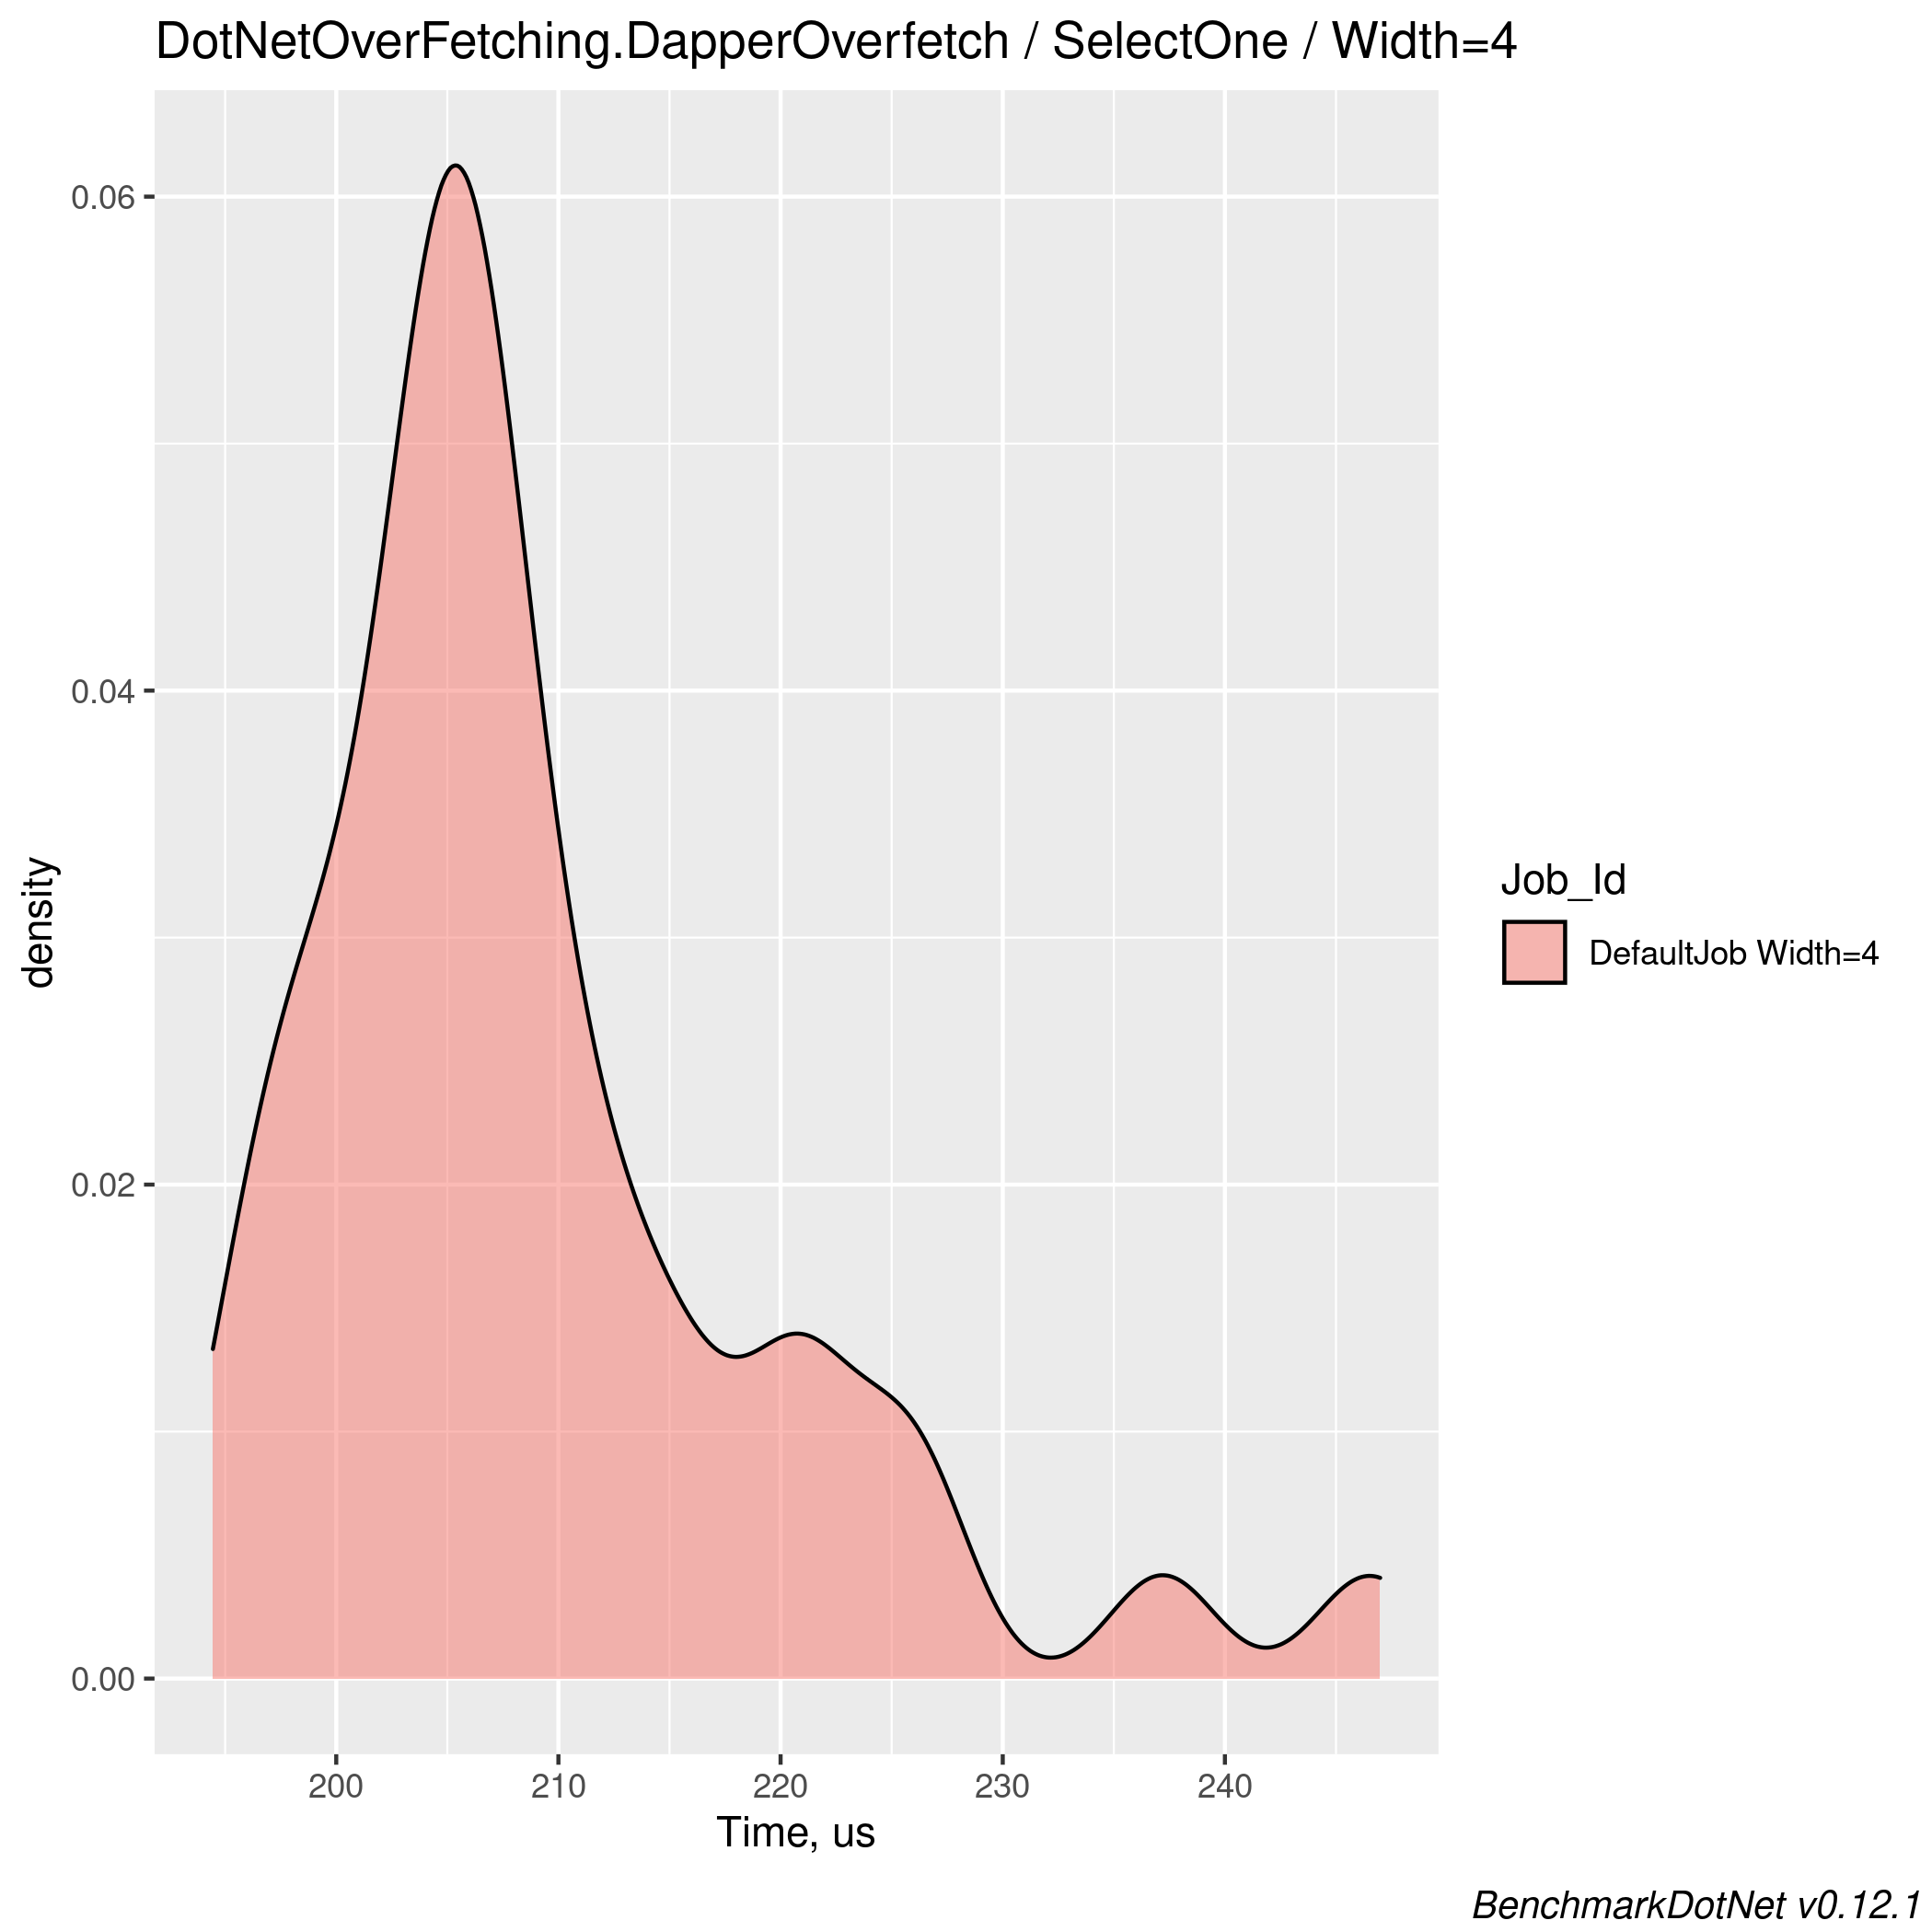 DotNetOverFetching.DapperOverfetch / SelectOne / Width=4
0.06
0.04
0.02
0.00
density
200 210 220 230 240
Time, us
Job_Id
DefaultJob Width=4
BenchmarkDotNet v0.12.1